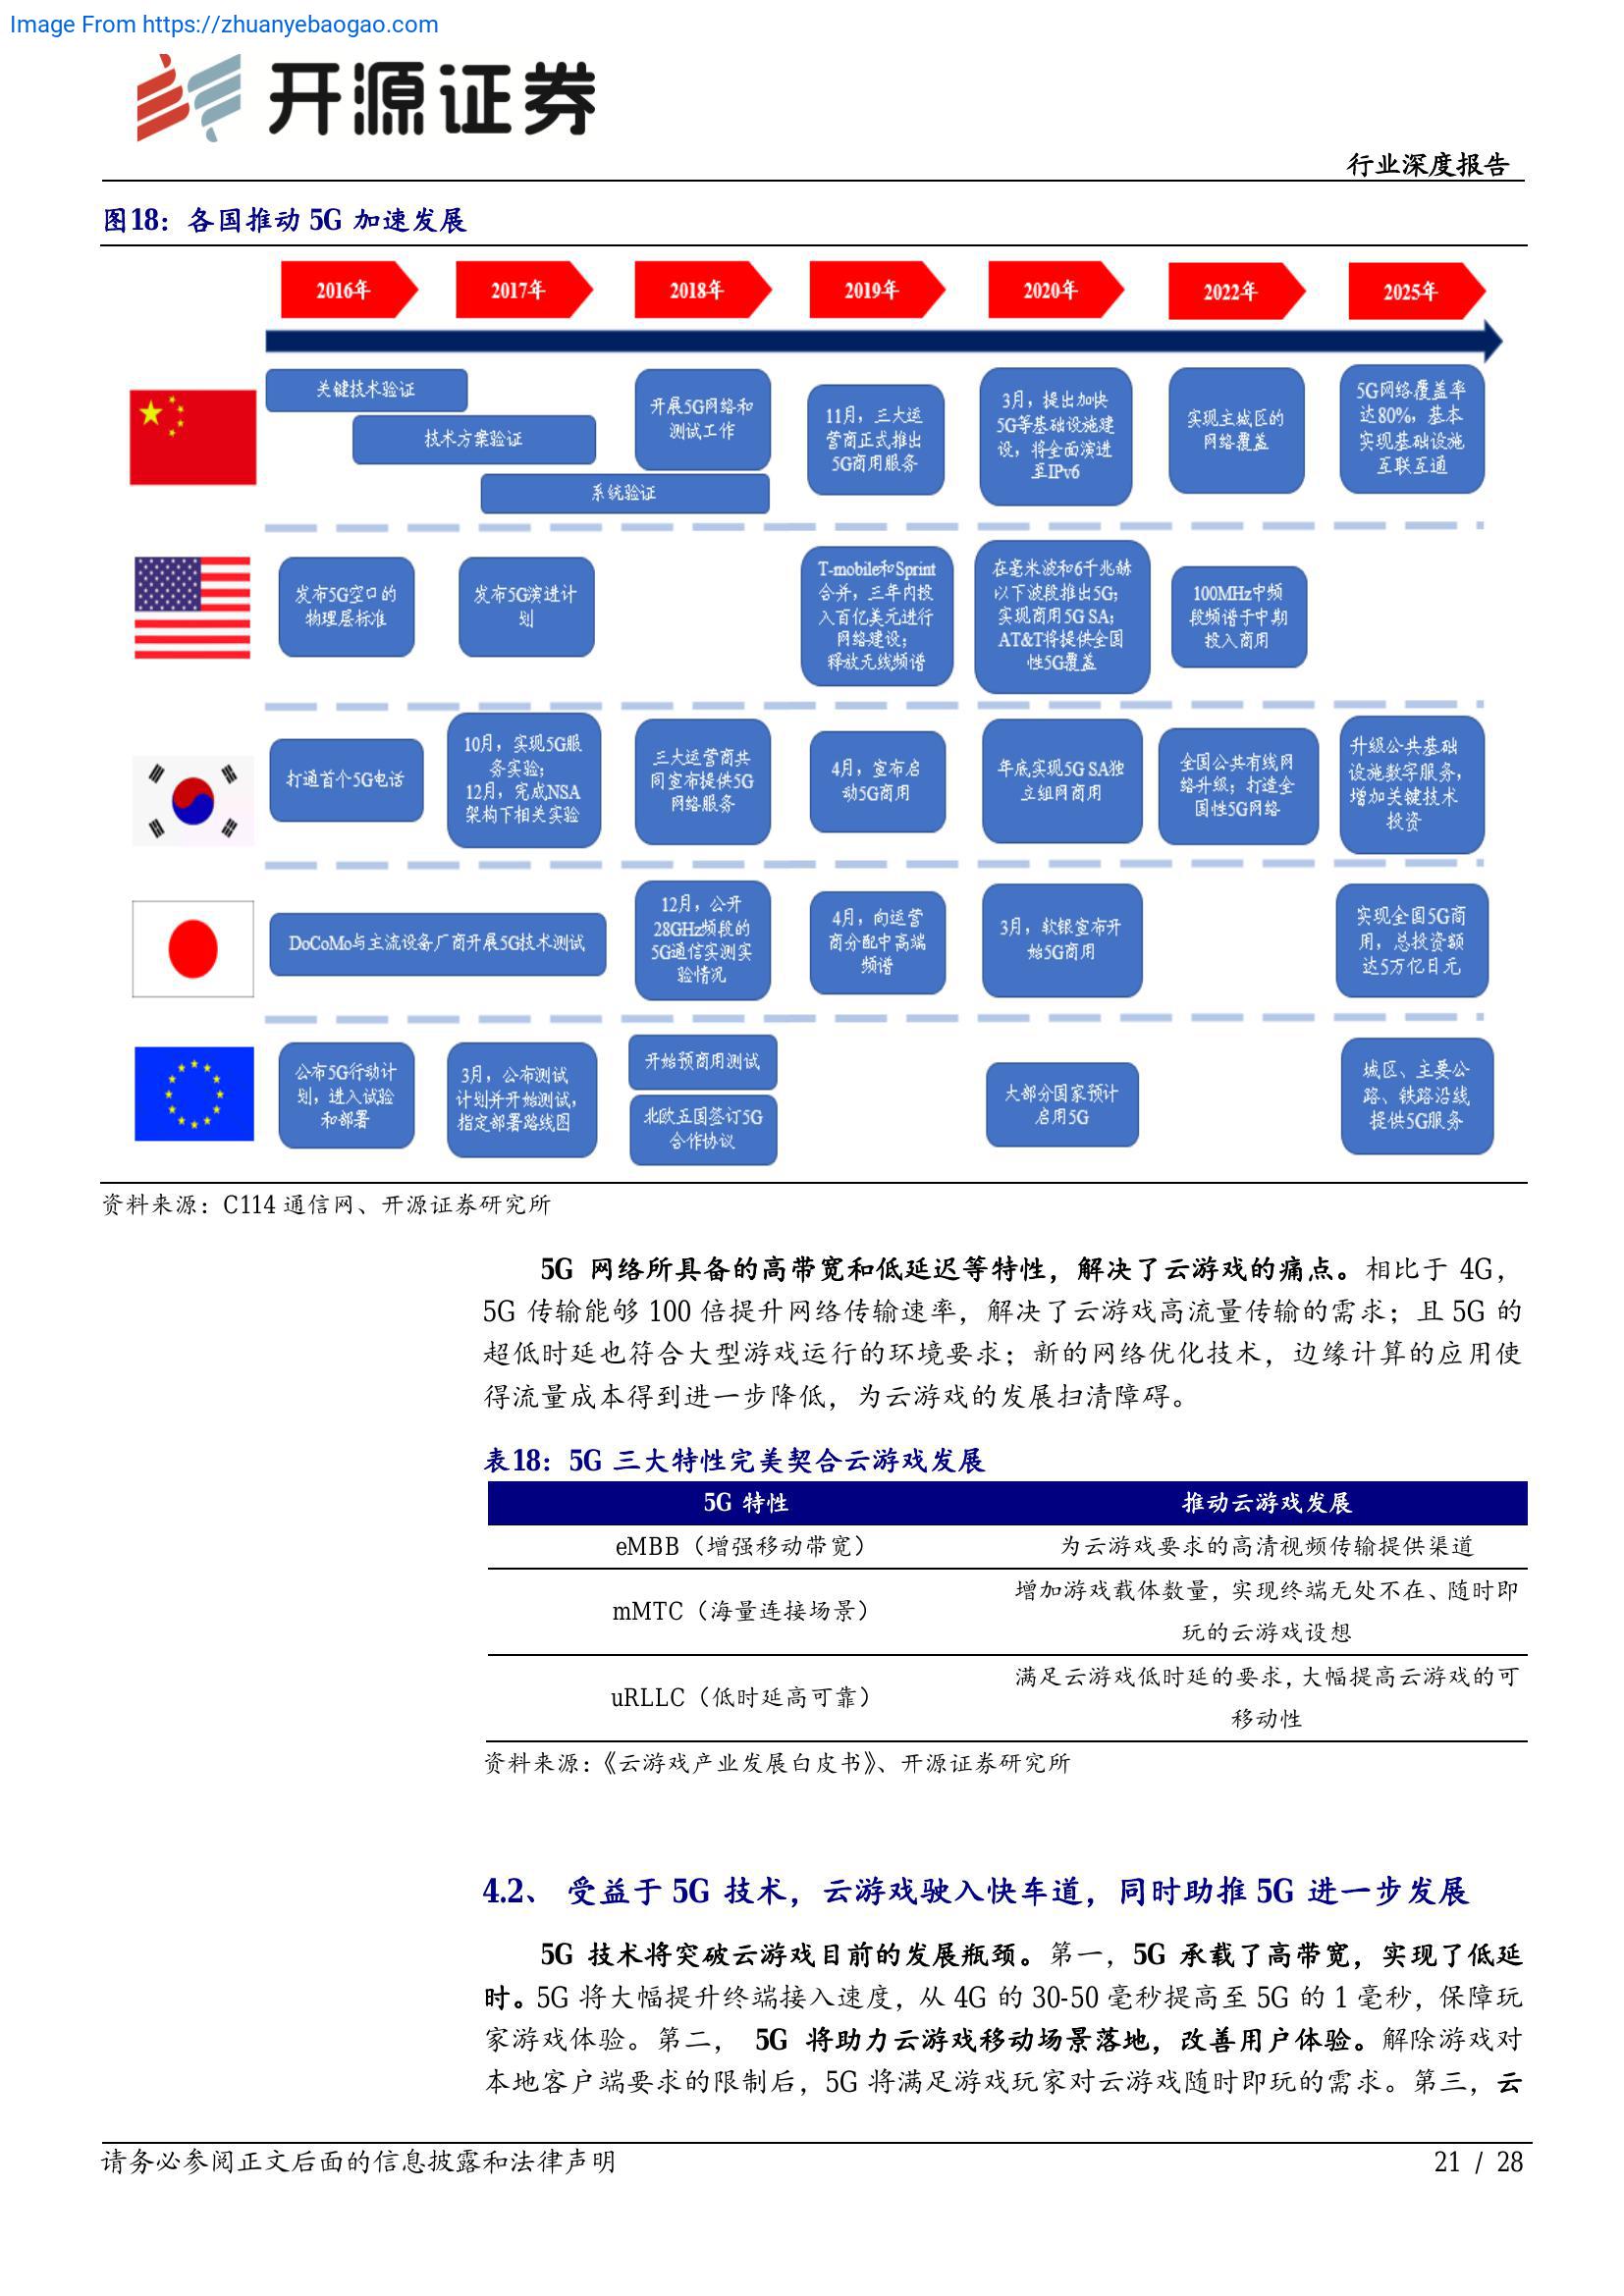 Image From https://zhuanyebaogao.com
开源证券
行业深度报告
图18：各国推动 5G 加速发展
2016年
2017年
2018年
2019年
2020年
2022年
2025年
关键技术验证
技术方案验证
系统验证
开展5G网络和
测试工作
11月，三大运
营商正式推出
5G商用服务
3月，提出加快
5G等基础设施建
设，将全面演进
至IPv6
实现主城区的
网络覆盖
5G网络覆盖率
达80%，基本
实现基础设施
互联互通
发布5G空口的
物理层标准
发布5G演进计
划
T-mobile和Sprint
合并，三年内投
入百亿美元进行
网络建设；
释放无线频谱
在毫米波和6千兆赫
以下波段推出5G；
实现商用5G SA；
AT&T将提供全国
性5G覆盖
100MHz中频
段频谱于中期
投入商用
打通首个5G电话
10月，实现5G服
务实验；
12月，完成NSA
架构下相关实验
三大运营商共
同宣布提供5G
网络服务
4月，宣布启
动5G商用
年底实现5G SA独
立组网商用
全国公共有线网
络升级；打造全
国性5G网络
升级公共基础
设施数字服务，
增加关键技术
投资
DoCoMo与主流设备厂商开展5G技术测试
12月，公开
28GHz频段的
5G通信实测实
验情况
4月，向运营
商分配中高端
频谱
3月，软银宣布开
始5G商用
实现全国5G商
用，总投资额
达5万亿日元
公布5G行动计
划，进入试验
和部署
3月，公布测试
计划并开始测试，
指定部署路线图
开始预商用测试
北欧五国签订5G
合作协议
大部分国家预计
启用5G
城区、主要公
路、铁路沿线
提供5G服务
资料来源：C114 通信网、开源证券研究所
5G 网络所具备的高带宽和低延迟等特性，解决了云游戏的痛点。相比于 4G，
5G 传输能够 100 倍提升网络传输速率，解决了云游戏高流量传输的需求；且 5G 的
超低时延也符合大型游戏运行的环境要求；新的网络优化技术，边缘计算的应用使
得流量成本得到进一步降低，为云游戏的发展扫清障碍。
表18：5G 三大特性完美契合云游戏发展
5G 特性
推动云游戏发展
eMBB（增强移动带宽）
为云游戏要求的高清视频传输提供渠道
mMTC（海量连接场景）
增加游戏载体数量，实现终端无处不在、随时即
玩的云游戏设想
uRLLC（低时延高可靠）
满足云游戏低时延的要求，大幅提高云游戏的可
移动性
资料来源：《云游戏产业发展白皮书》、开源证券研究所
4.2、 受益于 5G 技术，云游戏驶入快车道，同时助推 5G 进一步发展
5G 技术将突破云游戏目前的发展瓶颈。第一，5G 承载了高带宽，实现了低延
时。5G 将大幅提升终端接入速度，从 4G 的 30-50 毫秒提高至 5G 的 1 毫秒，保障玩
家游戏体验。第二， 5G 将助力云游戏移动场景落地，改善用户体验。解除游戏对
本地客户端要求的限制后，5G 将满足游戏玩家对云游戏随时即玩的需求。第三，云
请务必参阅正文后面的信息披露和法律声明
21 / 28